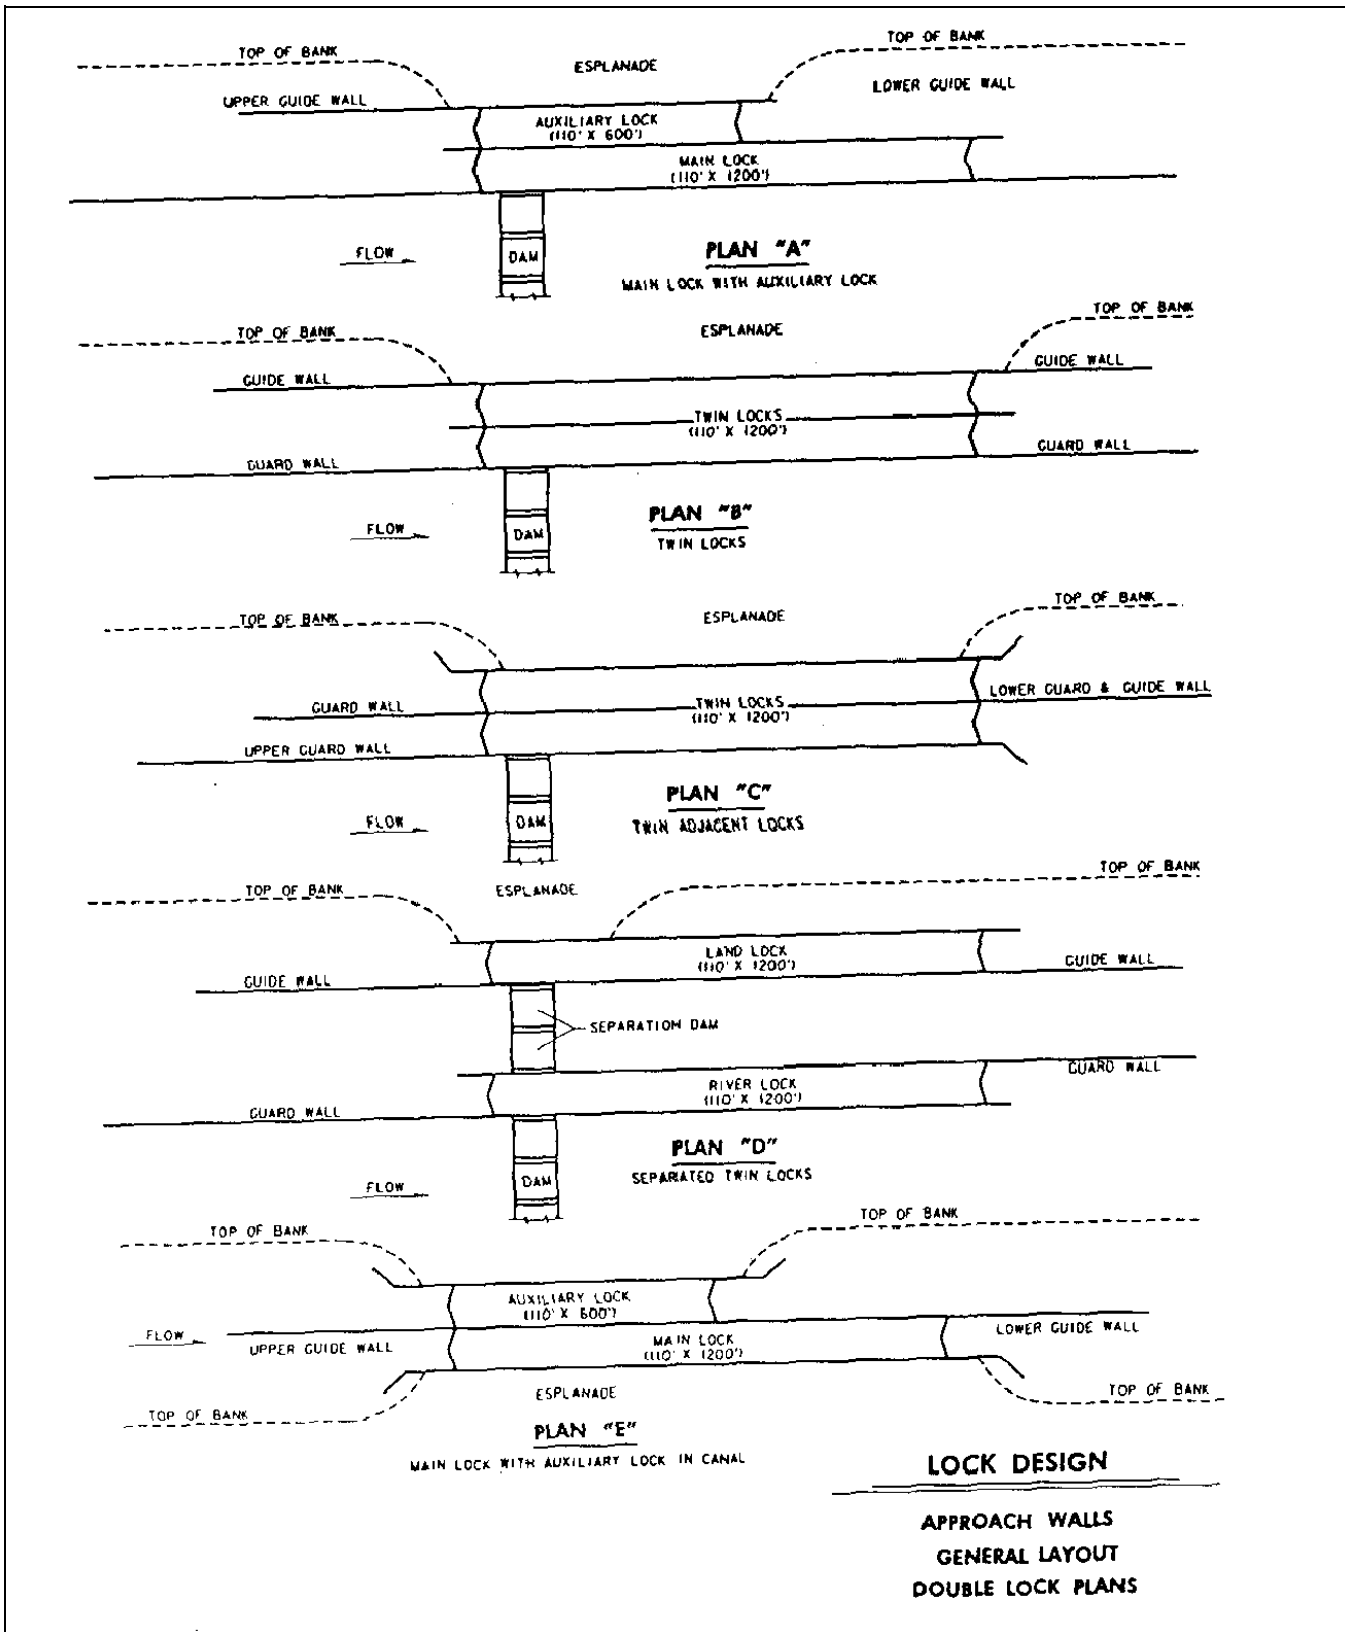 TOP OF BANK
TOP OF BANK
ESPLANADE
UPPER GUIDE WALL
LOWER GUIDE WALL
AUXILIARY LOCK
(110' X 600')
MAIN LOCK
(110' X 1200')
FLOW
DAM
PLAN "A"
MAIN LOCK WITH AUXILIARY LOCK
TOP OF BANK
ESPLANADE
TOP OF BANK
GUIDE WALL
GUIDE WALL
TWIN LOCKS
(110' X 1200')
GUARD WALL
GUARD WALL
FLOW
DAM
PLAN "B"
TWIN LOCKS
TOP OF BANK
ESPLANADE
TOP OF BANK
GUARD WALL
TWIN LOCKS
(110' X 1200')
LOWER GUARD & GUIDE WALL
UPPER GUARD WALL
FLOW
DAM
PLAN "C"
TWIN ADJACENT LOCKS
TOP OF BANK
ESPLANADE
TOP OF BANK
LAND LOCK
(110' X 1200')
GUIDE WALL
GUIDE WALL
SEPARATION DAM
RIVER LOCK
(110' X 1200')
GUARD WALL
GUARD WALL
FLOW
DAM
PLAN "D"
SEPARATED TWIN LOCKS
TOP OF BANK
TOP OF BANK
AUXILIARY LOCK
(110' X 600')
FLOW
UPPER GUIDE WALL
MAIN LOCK
(110' X 1200')
LOWER GUIDE WALL
TOP OF BANK
ESPLANADE
TOP OF BANK
PLAN "E"
MAIN LOCK WITH AUXILIARY LOCK IN CANAL
LOCK DESIGN
APPROACH WALLS
GENERAL LAYOUT
DOUBLE LOCK PLANS